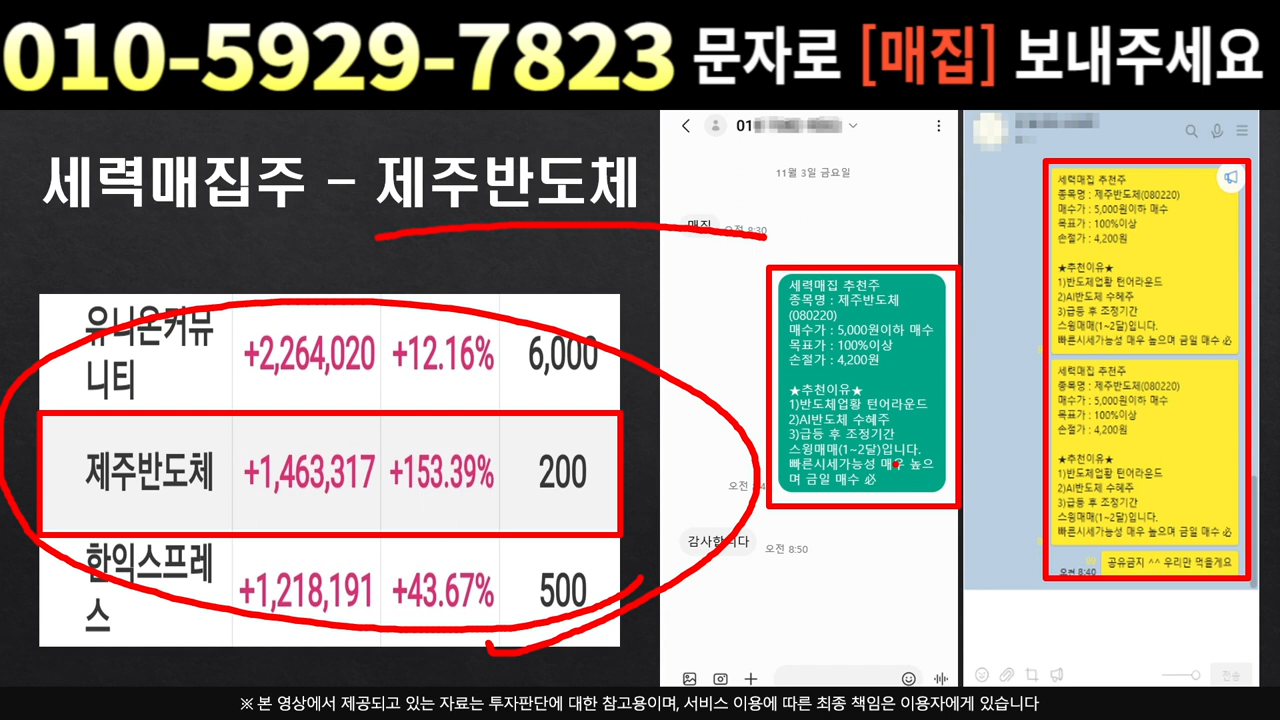 010-5929-7823 문자로 [매집] 보내주세요
세력매집주 - 제주반도체
유니온커뮤
니티
+2,264,020 +12.16% 6,000
제주반도체 +1,463,317 +153.39% 200
한익스프레
스
+1,218,191 +43.67% 500
01
11월 3일 금요일
매집
오전 8:30
세력매집 추천주
종목명 : 제주반도체
(080220)
매수가 : 5,000원이하 매수
목표가 : 100%이상
손절가 : 4,200원
★추천이유★
1)반도체업황 턴어라운드
2)AI반도체 수혜주
3)급등 후 조정기간
스윙매매(1~2달)입니다.
빠른시세가능성 매우 높으
며 금일 매수 必
오전
감사합니다
오전 8:50
세력매집 추천주
종목명 : 제주반도체(080220)
매수가 : 5,000원이하 매수
목표가 : 100%이상
손절가 : 4,200원
★추천이유★
1)반도체업황 턴어라운드
2)AI반도체 수혜주
3)급등 후 조정기간
스윙매매(1~2달)입니다.
빠른시세가능성 매우 높으며 금일 매수 必
세력매집 추천주
종목명 : 제주반도체(080220)
매수가 : 5,000원이하 매수
목표가 : 100%이상
손절가 : 4,200원
★추천이유★
1)반도체업황 턴어라운드
2)AI반도체 수혜주
3)급등 후 조정기간
스윙매매(1~2달)입니다.
빠른시세가능성 매우 높으며 금일 매수 必
오전 8:40
공유금지 ^^ 우리만 먹을게요
전송
※ 본 영상에서 제공되고 있는 자료는 투자판단에 대한 참고용이며, 서비스 이용에 따른 최종 책임은 이용자에게 있습니다